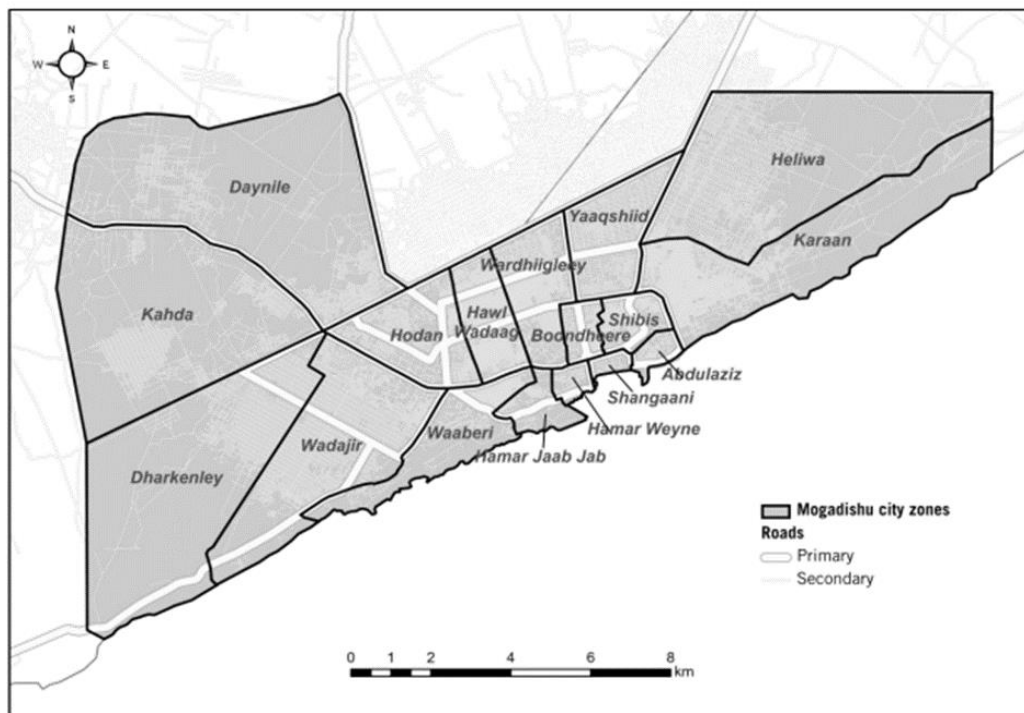 N
W E
S
Daynile
Heliwa
Yaaqshiid
Karaan
Wardhiigleey
Kahda
Hodan
Hawl
Wadaag
Boondheere
Shibis
Abdulaziz
Shangaani
Hamar Weyne
Waaberi
Wadajir
Hamar Jaab Jab
Dharkenley
Mogadishu city zones
Roads
Primary
Secondary
0 1 2 4 6 8
km